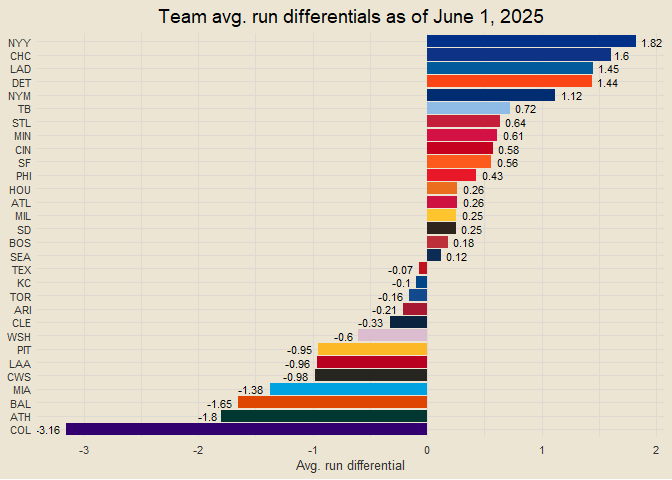 Team avg. run differentials as of June 1, 2025
NYY 1.82
CHC 1.6
LAD 1.45
DET 1.44
NYM 1.12
TB 0.72
STL 0.64
MIN 0.61
CIN 0.58
SF 0.56
PHI 0.43
HOU 0.26
ATL 0.26
MIL 0.25
SD 0.25
BOS 0.18
SEA 0.12
TEX -0.07
KC -0.1
TOR -0.16
ARI -0.21
CLE -0.33
WSH -0.6
PIT -0.95
LAA -0.96
CWS -0.98
MIA -1.38
BAL -1.65
ATH -1.8
COL -3.16
-3 -2 -1 0 1 2
Avg. run differential